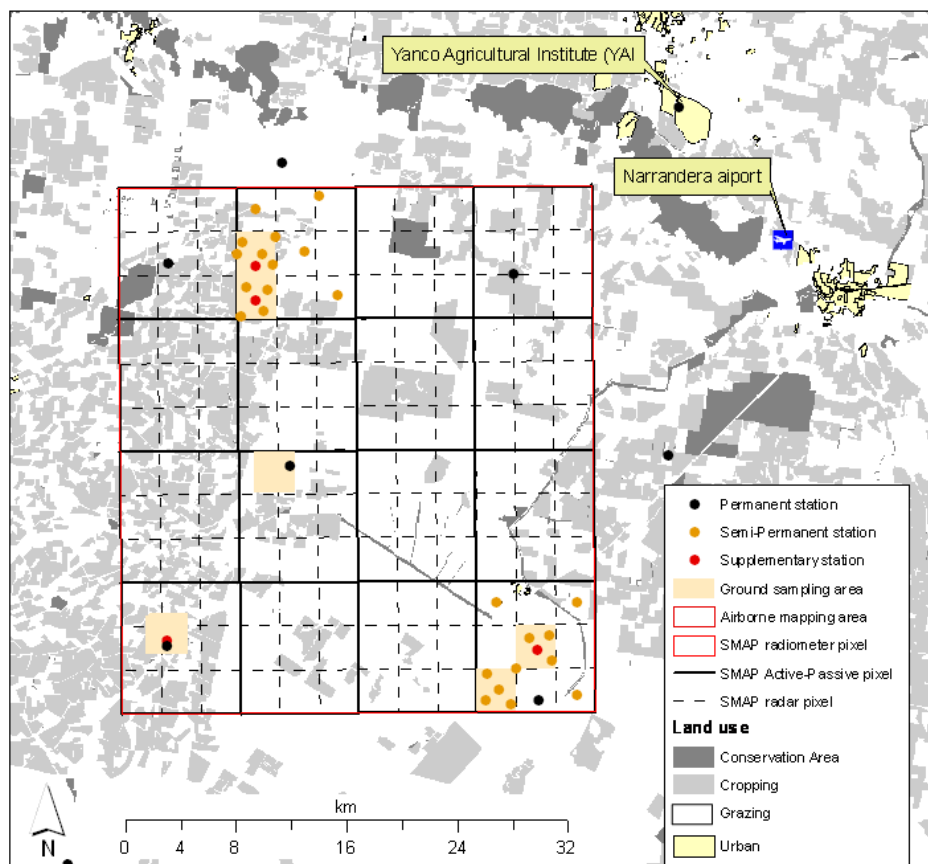 Yanco Agricultural Institute (YAI
Narrandera aiport
Permanent station
Semi-Permanent station
Supplementary station
Ground sampling area
Airborne mapping area
SMAP radiometer pixel
SMAP Active-Passive pixel
SMAP radar pixel
Land use
Conservation Area
Cropping
Grazing
Urban
km
0 4 8 16 24 32
N